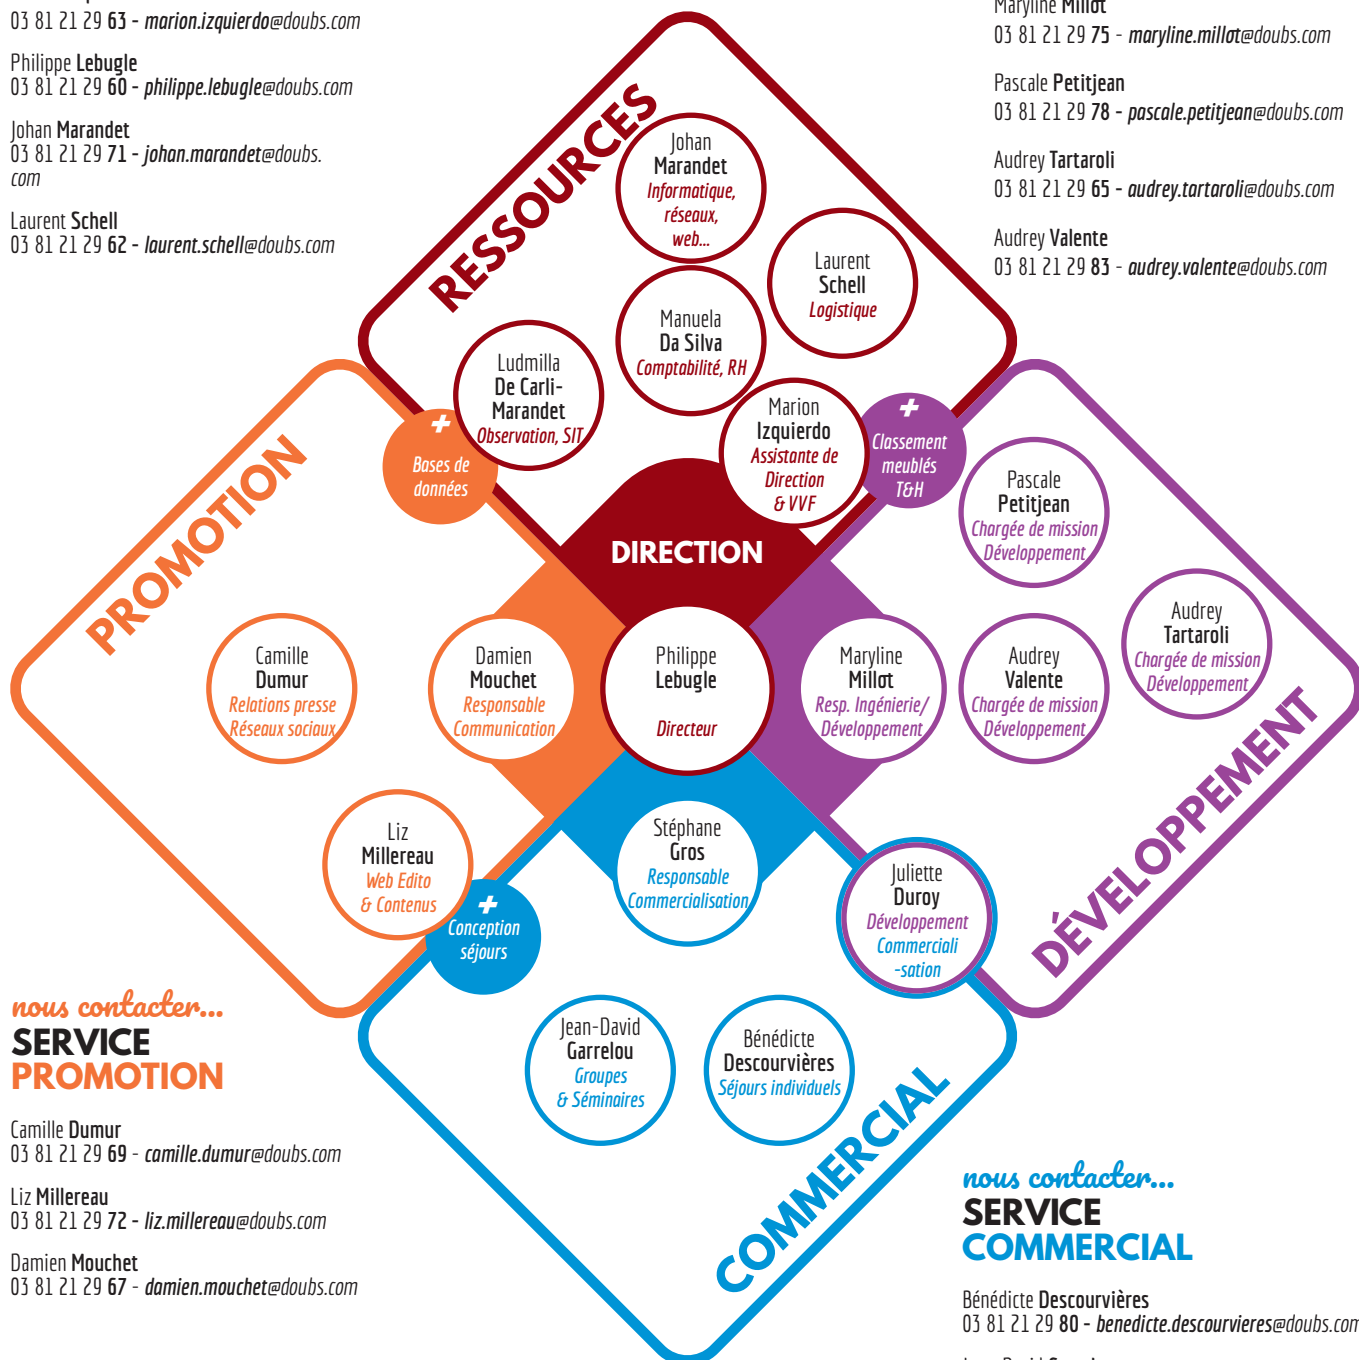 03 81 21 29 63 - marion.izquierdo@doubs.com
Philippe Lebugle
03 81 21 29 60 - philippe.lebugle@doubs.com
Johan Marandet
03 81 21 29 71 - johan.marandet@doubs.
com
Laurent Schell
03 81 21 29 62 - laurent.schell@doubs.com
Maryline Millot
03 81 21 29 75 - maryline.millot@doubs.com
Pascale Petitjean
03 81 21 29 78 - pascale.petitjean@doubs.com
Audrey Tartaroli
03 81 21 29 65 - audrey.tartaroli@doubs.com
Audrey Valente
03 81 21 29 83 - audrey.valente@doubs.com
RESSOURCES
Johan
Marandet
Informatique,
réseaux,
web...
Laurent
Schell
Logistique
Manuela
Da Silva
Comptabilité, RH
Ludmilla
De Carli-
Marandet
Observation, SIT
+
Bases de
données
Marion
Izquierdo
Assistante de
Direction
& VVF
+
Classement
meublés
T&H
DIRECTION
Philippe
Lebugle
Directeur
PROMOTION
Camille
Dumur
Relations presse
Réseaux sociaux
Damien
Mouchet
Responsable
Communication
Liz
Millereau
Web Edito
& Contenus
+
Conception
séjours
DÉVELOPPEMENT
Pascale
Petitjean
Chargée de mission
Développement
Audrey
Tartaroli
Chargée de mission
Développement
Maryline
Millot
Resp. Ingénierie/
Développement
Audrey
Valente
Chargée de mission
Développement
Juliette
Duroy
Développement
Commerciali
-sation
COMMERCIAL
Stéphane
Gros
Responsable
Commercialisation
Jean-David
Garrelou
Groupes
& Séminaires
Bénédicte
Descourvières
Séjours individuels
nous contacter...
SERVICE
PROMOTION
Camille Dumur
03 81 21 29 69 - camille.dumur@doubs.com
Liz Millereau
03 81 21 29 72 - liz.millereau@doubs.com
Damien Mouchet
03 81 21 29 67 - damien.mouchet@doubs.com
nous contacter...
SERVICE
COMMERCIAL
Bénédicte Descourvières
03 81 21 29 80 - benedicte.descourvieres@doubs.com